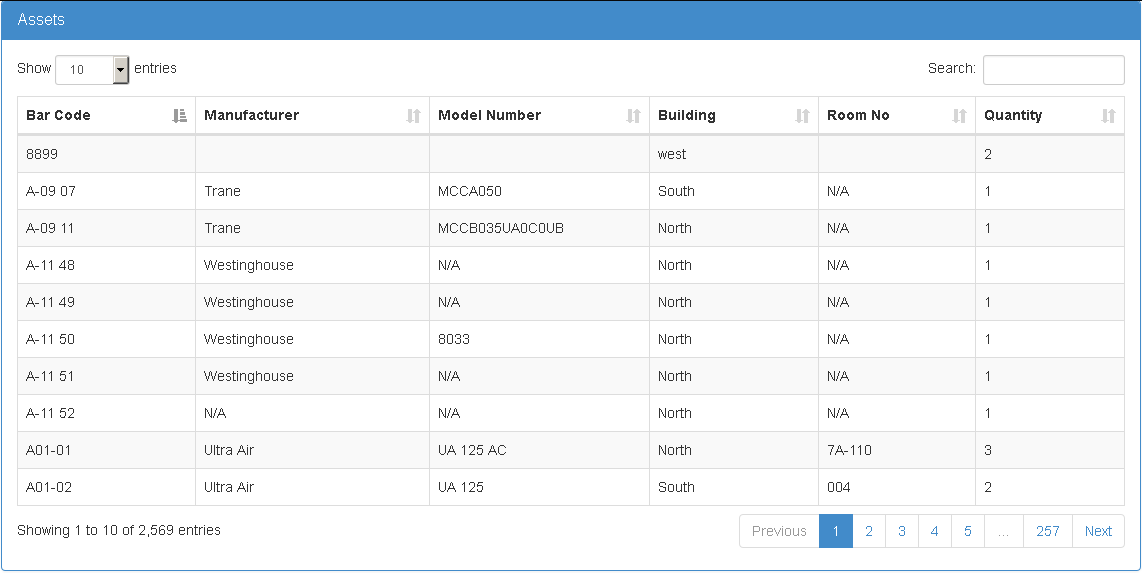 Assets
Show 10 entries Search:
Bar Code Manufacturer Model Number Building Room No Quantity
8899 west 2
A-09 07 Trane MCCA050 South N/A 1
A-09 11 Trane MCCB035UA0C0UB North N/A 1
A-11 48 Westinghouse N/A North N/A 1
A-11 49 Westinghouse N/A North N/A 1
A-11 50 Westinghouse 8033 North N/A 1
A-11 51 Westinghouse N/A North N/A 1
A-11 52 N/A N/A North N/A 1
A01-01 Ultra Air UA 125 AC North 7A-110 3
A01-02 Ultra Air UA 125 South 004 2
Showing 1 to 10 of 2,569 entries Previous 1 2 3 4 5 ... 257 Next